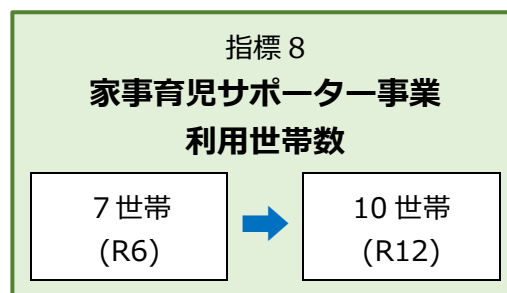 指標８
家事育児サポーター事業
利用世帯数
７世帯
(R6)
10 世帯
(R12)